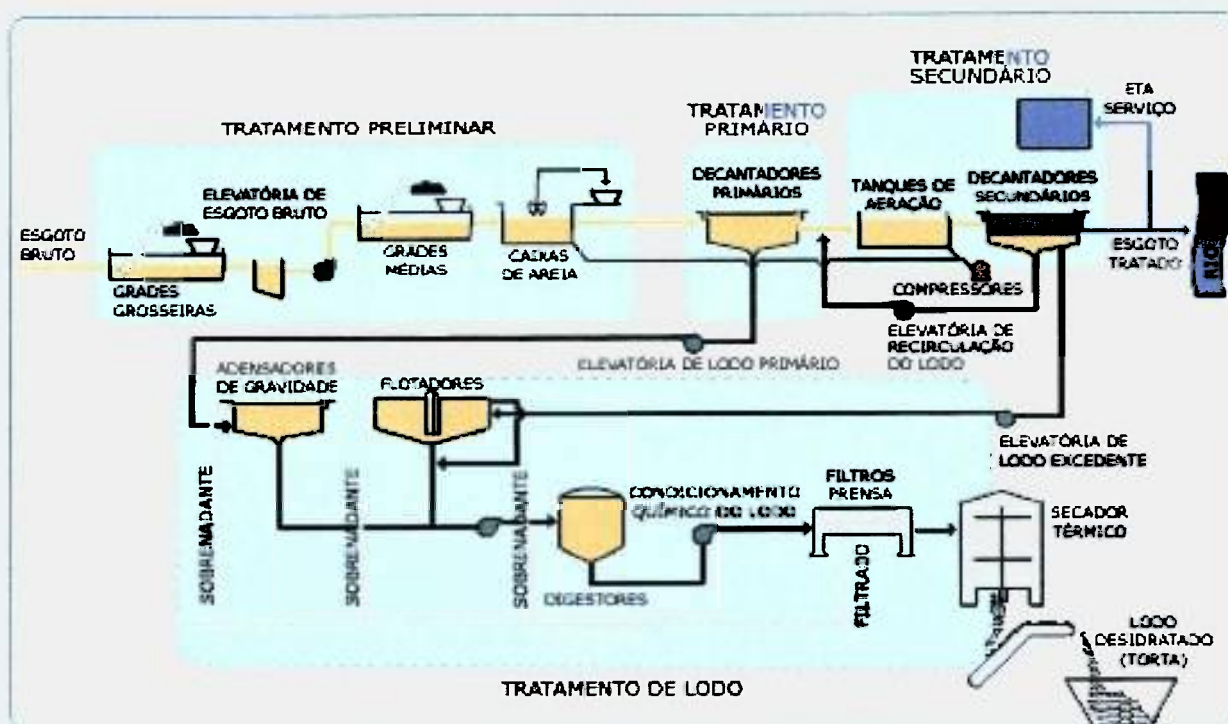 TRATAMENTO
SECUNDÁRIO
ETA
SERVIÇO
TRATAMENTO
PRIMÁRIO
TRATAMENTO PRELIMINAR
DECANTADORES
PRIMÁRIOS
TANQUES DE
AERAÇÃO
DECANTADORES
SECUNDÁRIOS
ELEVATÓRIA DE
ESGOTO BRUTO
ESGOTO
BRUTO
GRADES
MÉDIAS
CAIXAS
DE AREIA
ESGOTO
TRATADO
RIO
GRADES
GROSSEIRAS
COMPRESSORES
ELEVATÓRIA DE
RECIRCULAÇÃO
DO LODO
ELEVATÓRIA DE LODO PRIMÁRIO
ADENSADORES
DE GRAVIDADE
FLOTADORES
ELEVATÓRIA DE
LODO EXCEDENTE
SOBRENADANTE
SOBRENADANTE
SOBRENADANTE
CONDICIONAMENTO
QUÍMICO DO LODO
FILTROS
PRENSA
SECADOR
TÉRMICO
DIGESTORES
FILTRADO
LODO
DESIDRATADO
(TORTA)
TRATAMENTO DE LODO